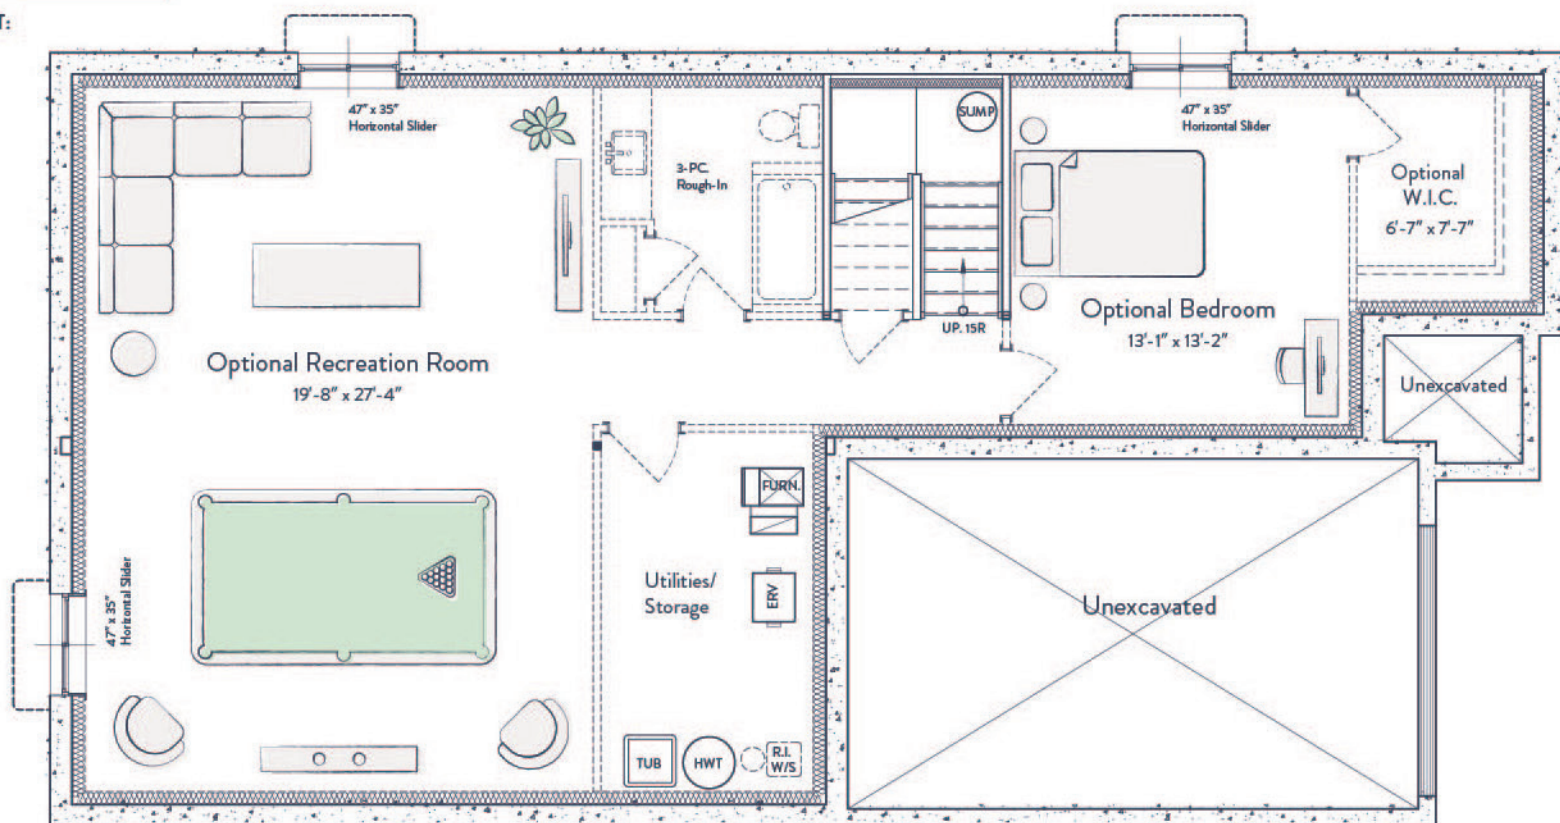 T:
47" x 35"
Horizontal Slider
47" x 35"
Horizontal Slider
SUMP
3-PC.
Rough-In
Optional
W.I.C.
6'-7" x 7'-7"
Optional Bedroom
13'-1" x 13'-2"
UP. 15R
Optional Recreation Room
19'-8" x 27'-4"
Unexcavated
FURN.
47" x 35"
Horizontal Slider
Utilities/
Storage
ERV
Unexcavated
TUB
HWT
R.I.
W/S